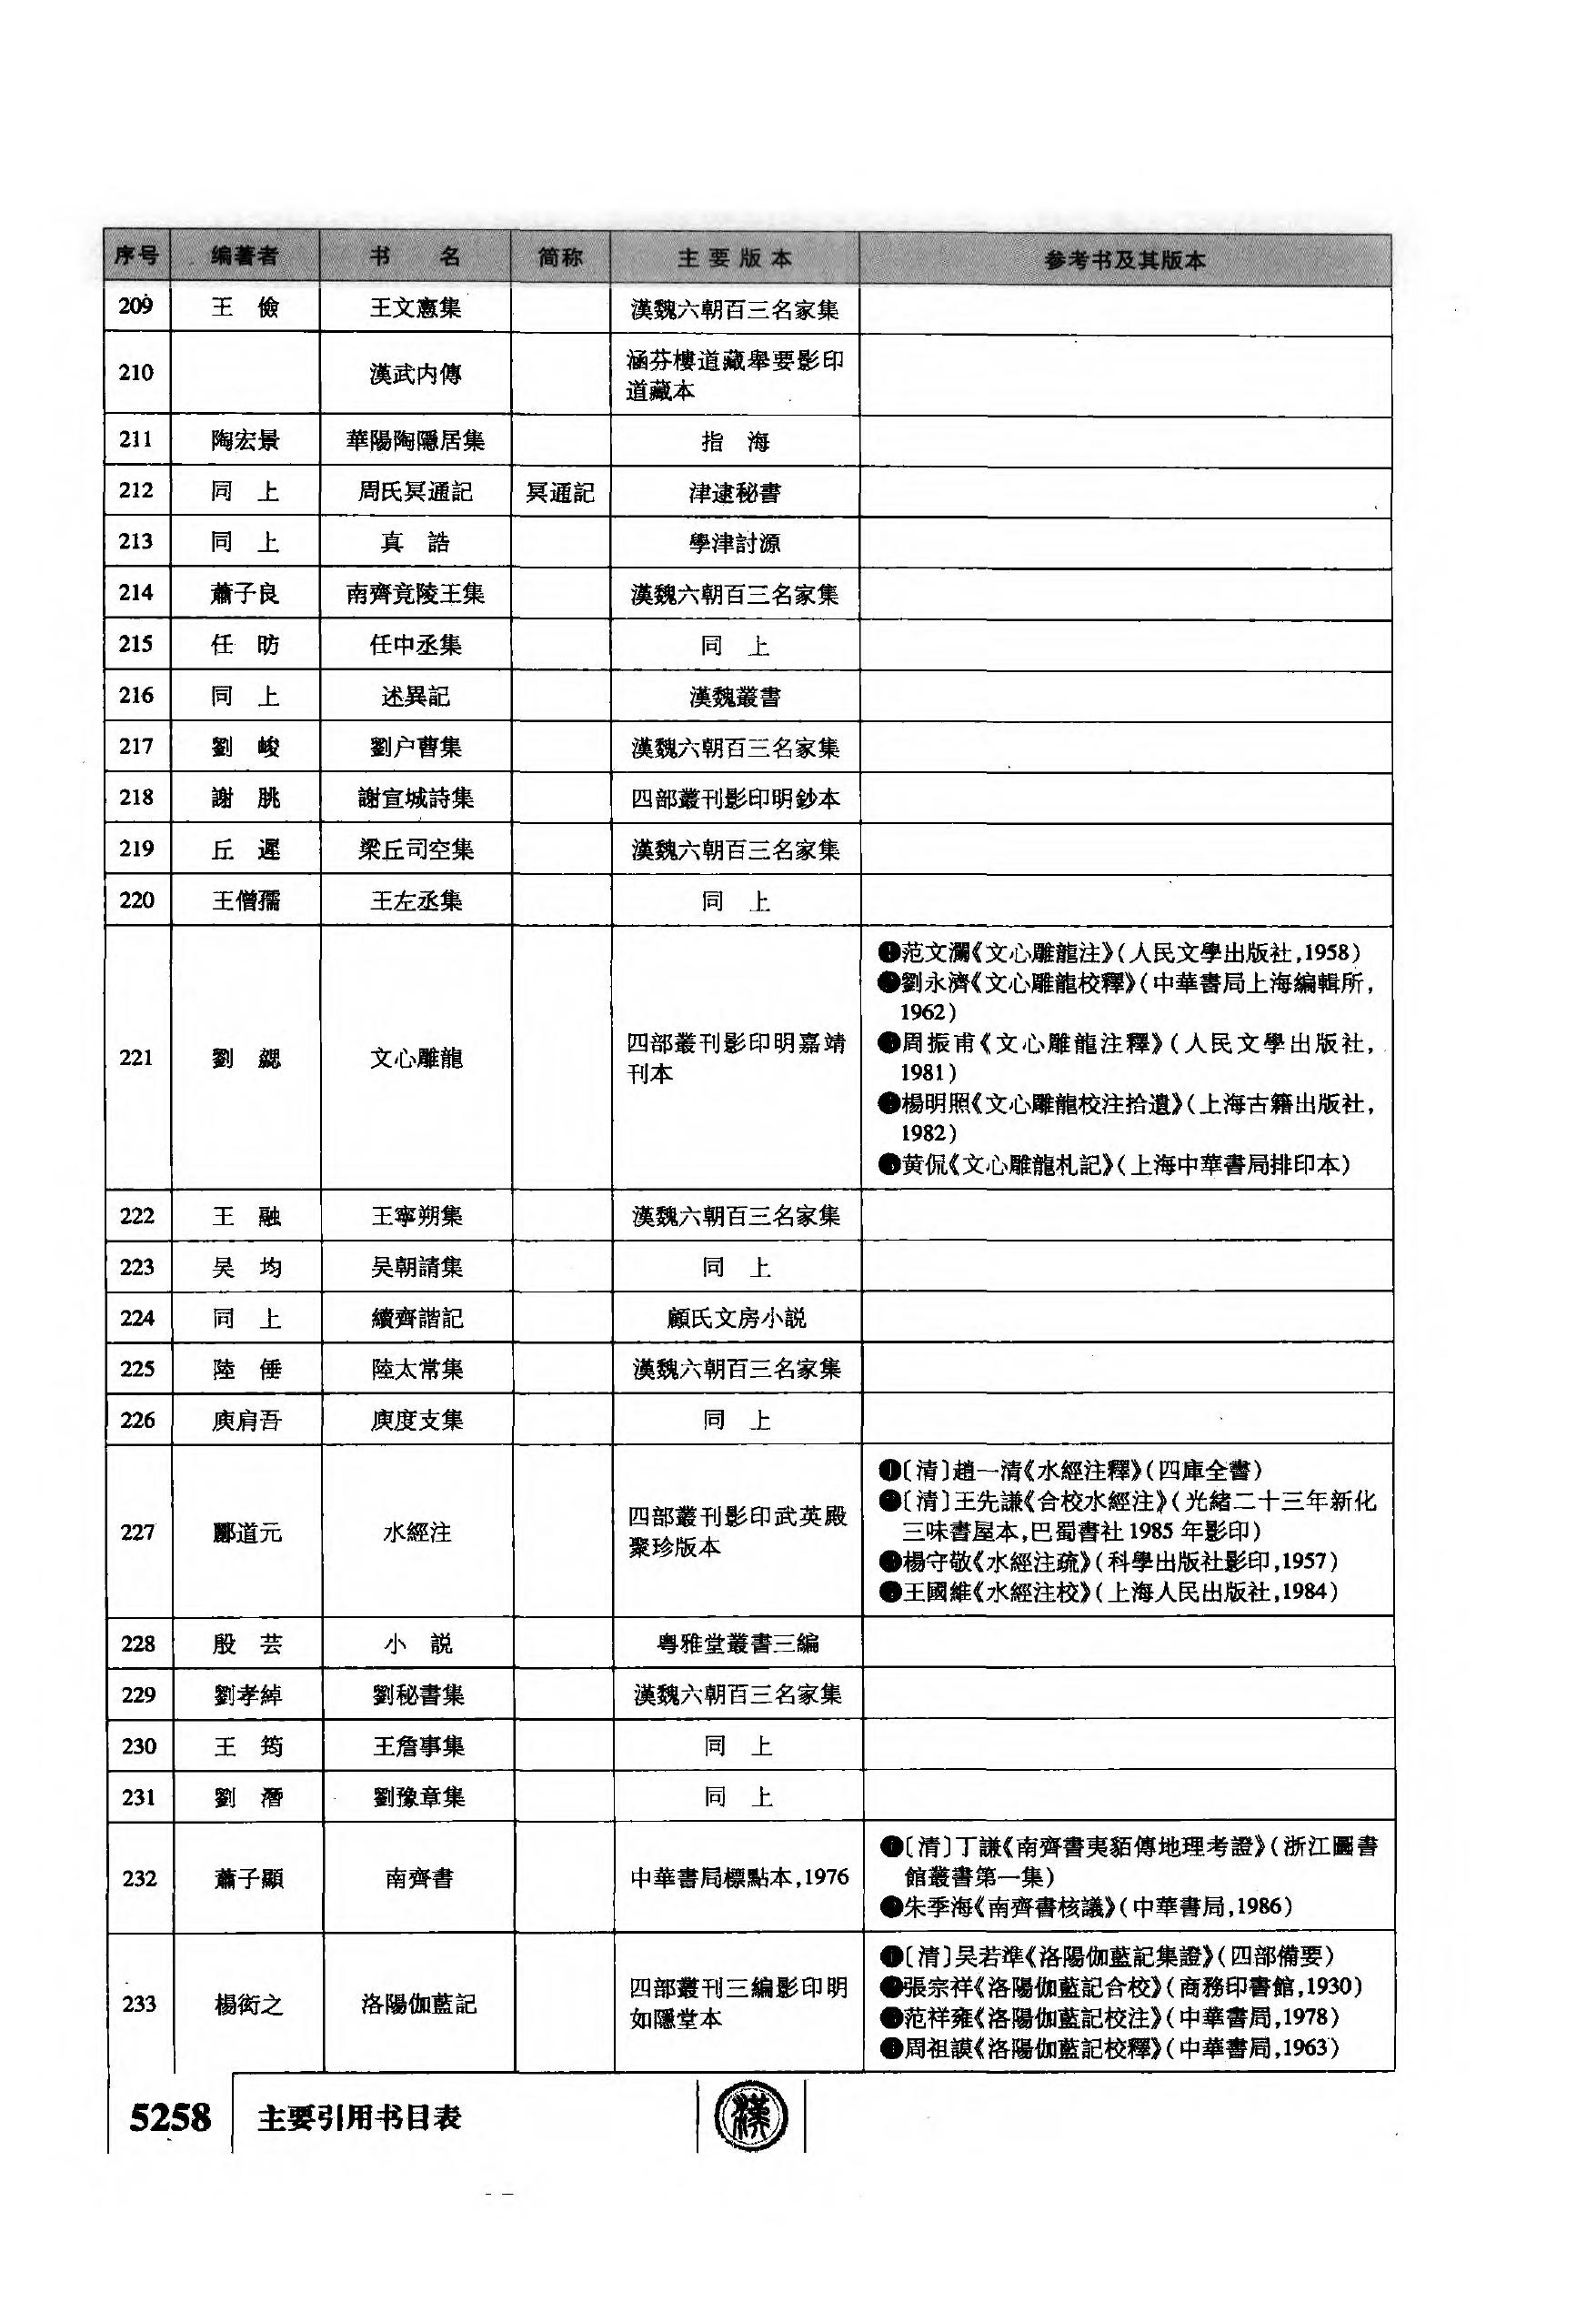 序号 编著者 书名 简称 主要版本 参考书及其版本
209 王儉 王文憲集 漢魏六朝百三名家集
210 漢武内傳 涵芬樓道藏舉要影印
道藏本
211 陶宏景 華陽陶隱居集 指海
212 同上 周氏冥通記 冥通記 津逮秘書
213 同上 真誥 學津討源
214 蕭子良 南齊竟陵王集 漢魏六朝百三名家集
215 任昉 任中丞集 同上
216 同上 述異記 漢魏叢書
217 劉峻 劉户曹集 漢魏六朝百三名家集
218 謝朓 謝宣城詩集 四部叢刊影印明鈔本
219 丘遲 梁丘司空集 漢魏六朝百三名家集
220 王僧孺 王左丞集 同上
221 劉勰 文心雕龍 四部叢刊影印明嘉靖
刊本
❶范文瀾《文心雕龍注》(人民文學出版社,1958)
❷劉永濟《文心雕龍校釋》(中華書局上海編輯所,
1962)
❸周振甫《文心雕龍注釋》(人民文學出版社,
1981)
❹楊明照《文心雕龍校注拾遺》(上海古籍出版社,
1982)
❺黄侃《文心雕龍札記》(上海中華書局排印本)
222 王融 王寧朔集 漢魏六朝百三名家集
223 吴均 吴朝請集 同上
224 同上 續齊諧記 顧氏文房小説
225 陸倕 陸太常集 漢魏六朝百三名家集
226 庾肩吾 庾度支集 同上
227 酈道元 水經注 四部叢刊影印武英殿
聚珍版本
❶〔清〕趙一清《水經注釋》(四庫全書)
❷〔清〕王先謙《合校水經注》(光緒二十三年新化
三味書屋本,巴蜀書社1985年影印)
❸楊守敬《水經注疏》(科學出版社影印,1957)
❹王國維《水經注校》(上海人民出版社,1984)
228 殷芸 小説 粤雅堂叢書三編
229 劉孝綽 劉秘書集 漢魏六朝百三名家集
230 王筠 王詹事集 同上
231 劉潛 劉豫章集 同上
232 蕭子顯 南齊書 中華書局標點本,1976
❶〔清〕丁謙《南齊書夷貊傳地理考證》(浙江圖書
館叢書第一集)
❷朱季海《南齊書校議》(中華書局,1986)
233 楊衒之 洛陽伽藍記 四部叢刊三編影印明
如隱堂本
❶〔清〕吴若準《洛陽伽藍記集證》(四部備要)
❷張宗祥《洛陽伽藍記合校》(商務印書館,1930)
❸范祥雍《洛陽伽藍記校注》(中華書局,1978)
❹周祖謨《洛陽伽藍記校釋》(中華書局,1963)
5258 主要引用书目表 漢